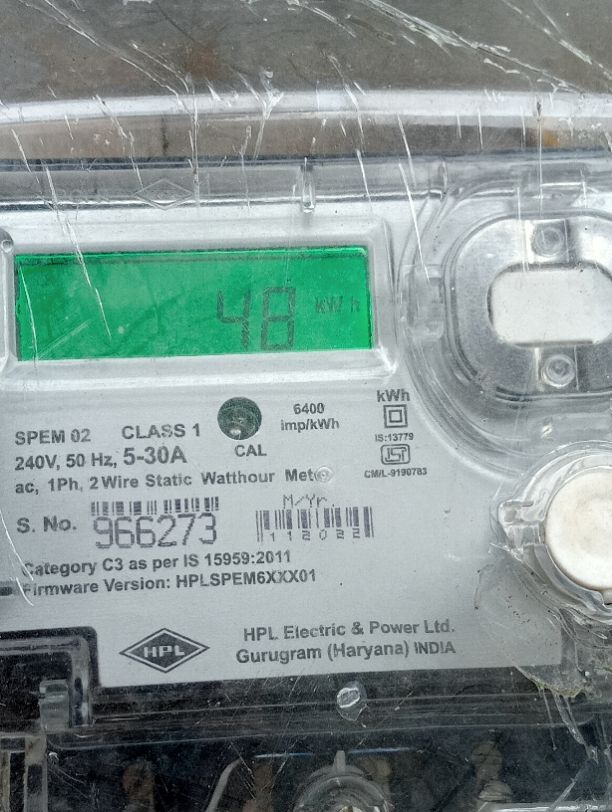 48 kWh
SPEM 02 CLASS 1
CAL
6400
imp/kWh
kWh
IS:13779
240V, 50 Hz, 5-30A
ac, 1Ph, 2 Wire Static Watthour Meter
CM/L-9190783
S. No. 966273
M/Yr
112022
Category C3 as per IS 15959:2011
Firmware Version: HPLSPEM6XXX01
HPL
HPL Electric & Power Ltd.
Gurugram (Haryana) INDIA